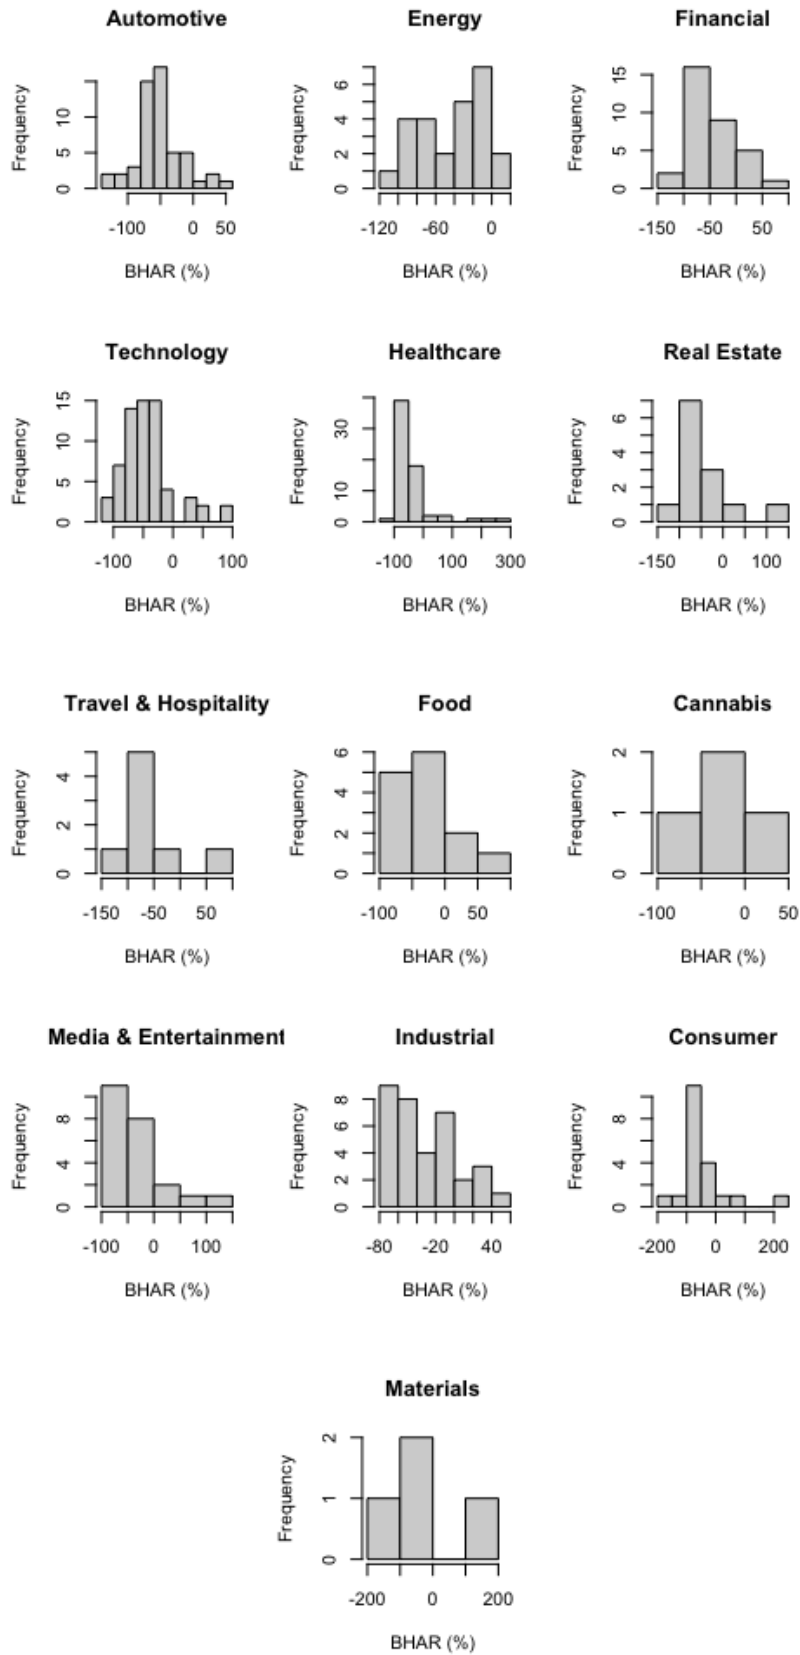 Automotive
Frequency
0 5 10
-100 0 50
BHAR (%)
Energy
Frequency
0 2 4 6
-120 -60 0
BHAR (%)
Financial
Frequency
0 5 10 15
-150 -50 50
BHAR (%)
Technology
Frequency
0 5 10 15
-100 0 100
BHAR (%)
Healthcare
Frequency
0 10 30
-100 100 300
BHAR (%)
Real Estate
Frequency
0 2 4 6
-150 0 100
BHAR (%)
Travel & Hospitality
Frequency
0 2 4
-150 -50 50
BHAR (%)
Food
Frequency
0 2 4 6
-100 0 50
BHAR (%)
Cannabis
Frequency
0 1 2
-100 0 50
BHAR (%)
Media & Entertainment
Frequency
0 4 8
-100 0 100
BHAR (%)
Industrial
Frequency
0 2 4 6 8
-80 -20 40
BHAR (%)
Consumer
Frequency
0 4 8
-200 0 200
BHAR (%)
Materials
Frequency
0 1 2
-200 0 200
BHAR (%)